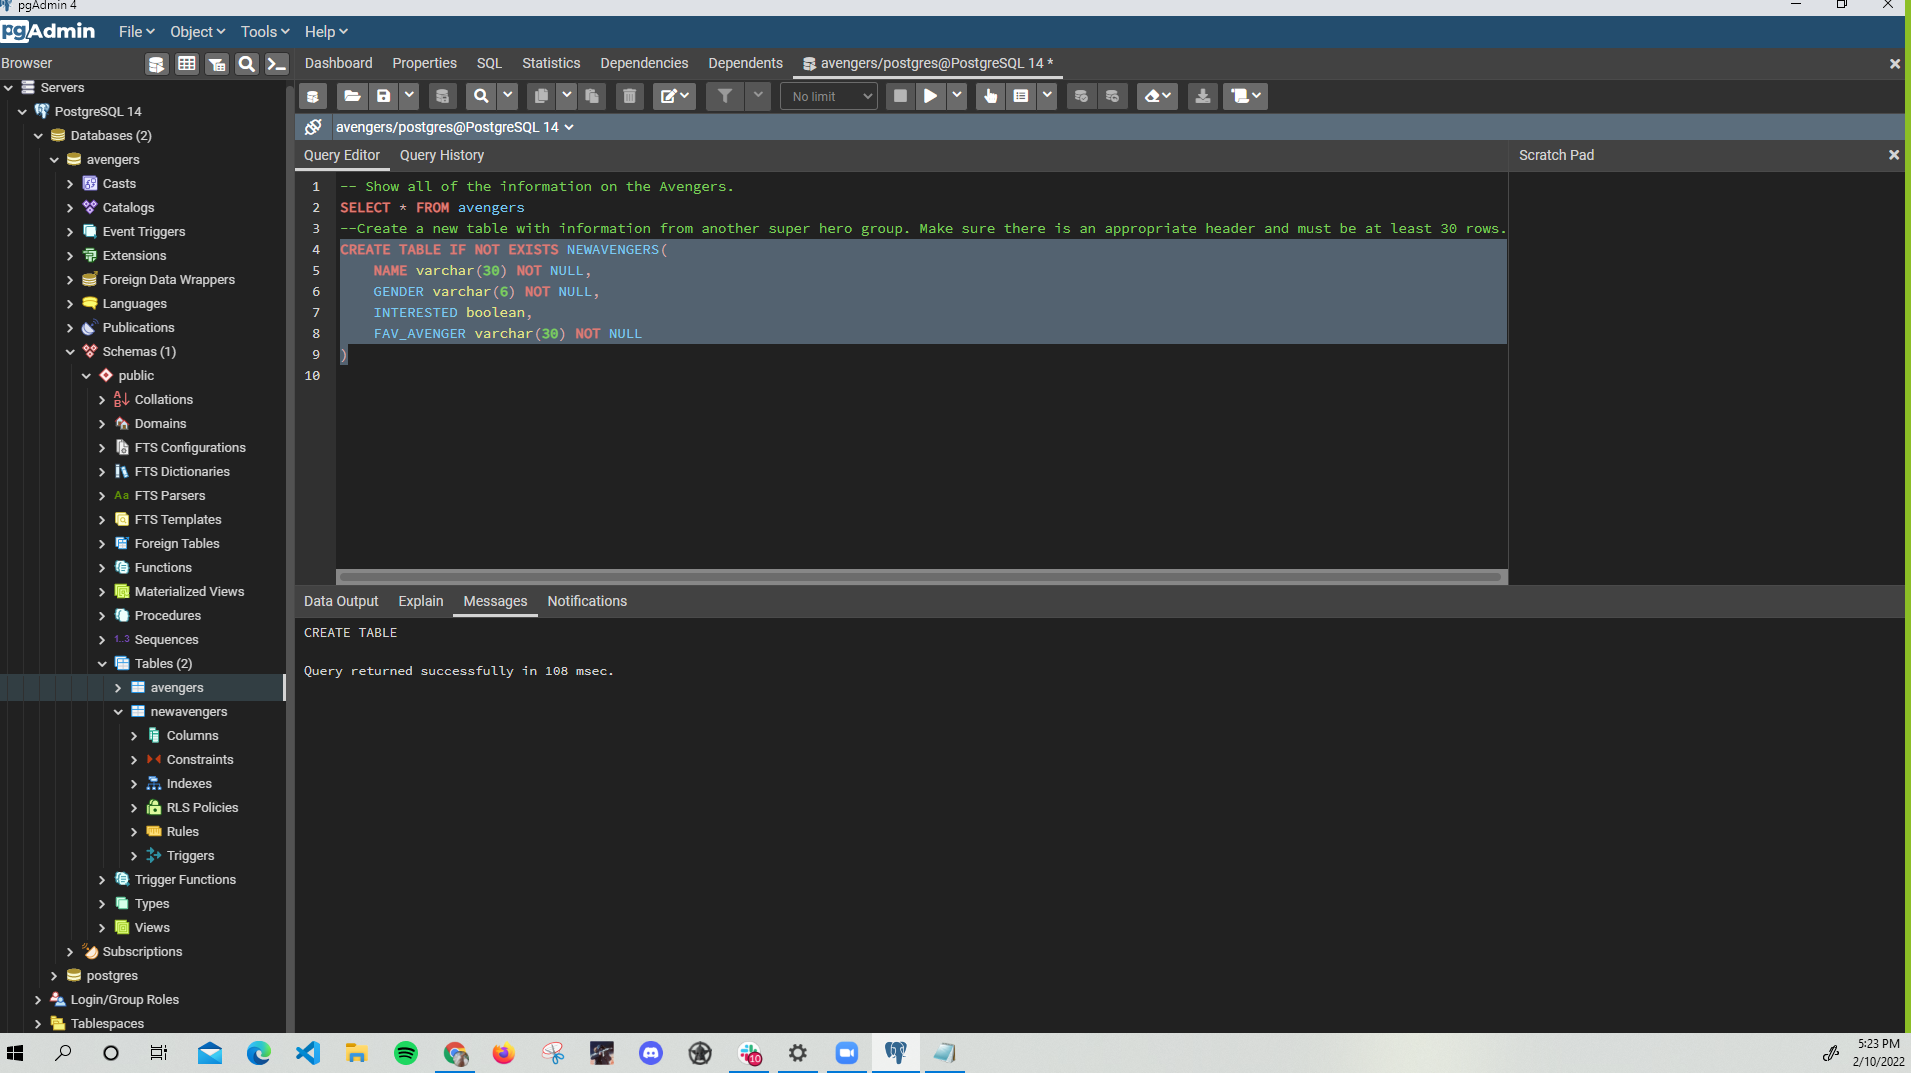 pgAdmin 4
pgAdmin File Object Tools Help
Browser
Dashboard Properties SQL Statistics Dependencies Dependents avengers/postgres@PostgreSQL 14 *
No limit
avengers/postgres@PostgreSQL 14
Query Editor Query History
Scratch Pad
Servers
PostgreSQL 14
Databases (2)
avengers
Casts
Catalogs
Event Triggers
Extensions
Foreign Data Wrappers
Languages
Publications
Schemas (1)
public
Collations
Domains
FTS Configurations
FTS Dictionaries
Aa FTS Parsers
FTS Templates
Foreign Tables
Functions
Materialized Views
Procedures
1..3 Sequences
Tables (2)
avengers
newavengers
Columns
Constraints
Indexes
RLS Policies
Rules
Triggers
Trigger Functions
Types
Views
Subscriptions
postgres
Login/Group Roles
Tablespaces
1 -- Show all of the information on the Avengers.
2 SELECT * FROM avengers
3 --Create a new table with information from another super hero group. Make sure there is an appropriate header and must be at least 30 rows.
4 CREATE TABLE IF NOT EXISTS NEWAVENGERS(
5 NAME varchar(30) NOT NULL,
6 GENDER varchar(6) NOT NULL,
7 INTERESTED boolean,
8 FAV_AVENGER varchar(30) NOT NULL
9 )
10
Data Output Explain Messages Notifications
CREATE TABLE
Query returned successfully in 108 msec.
10
5:23 PM
2/10/2022